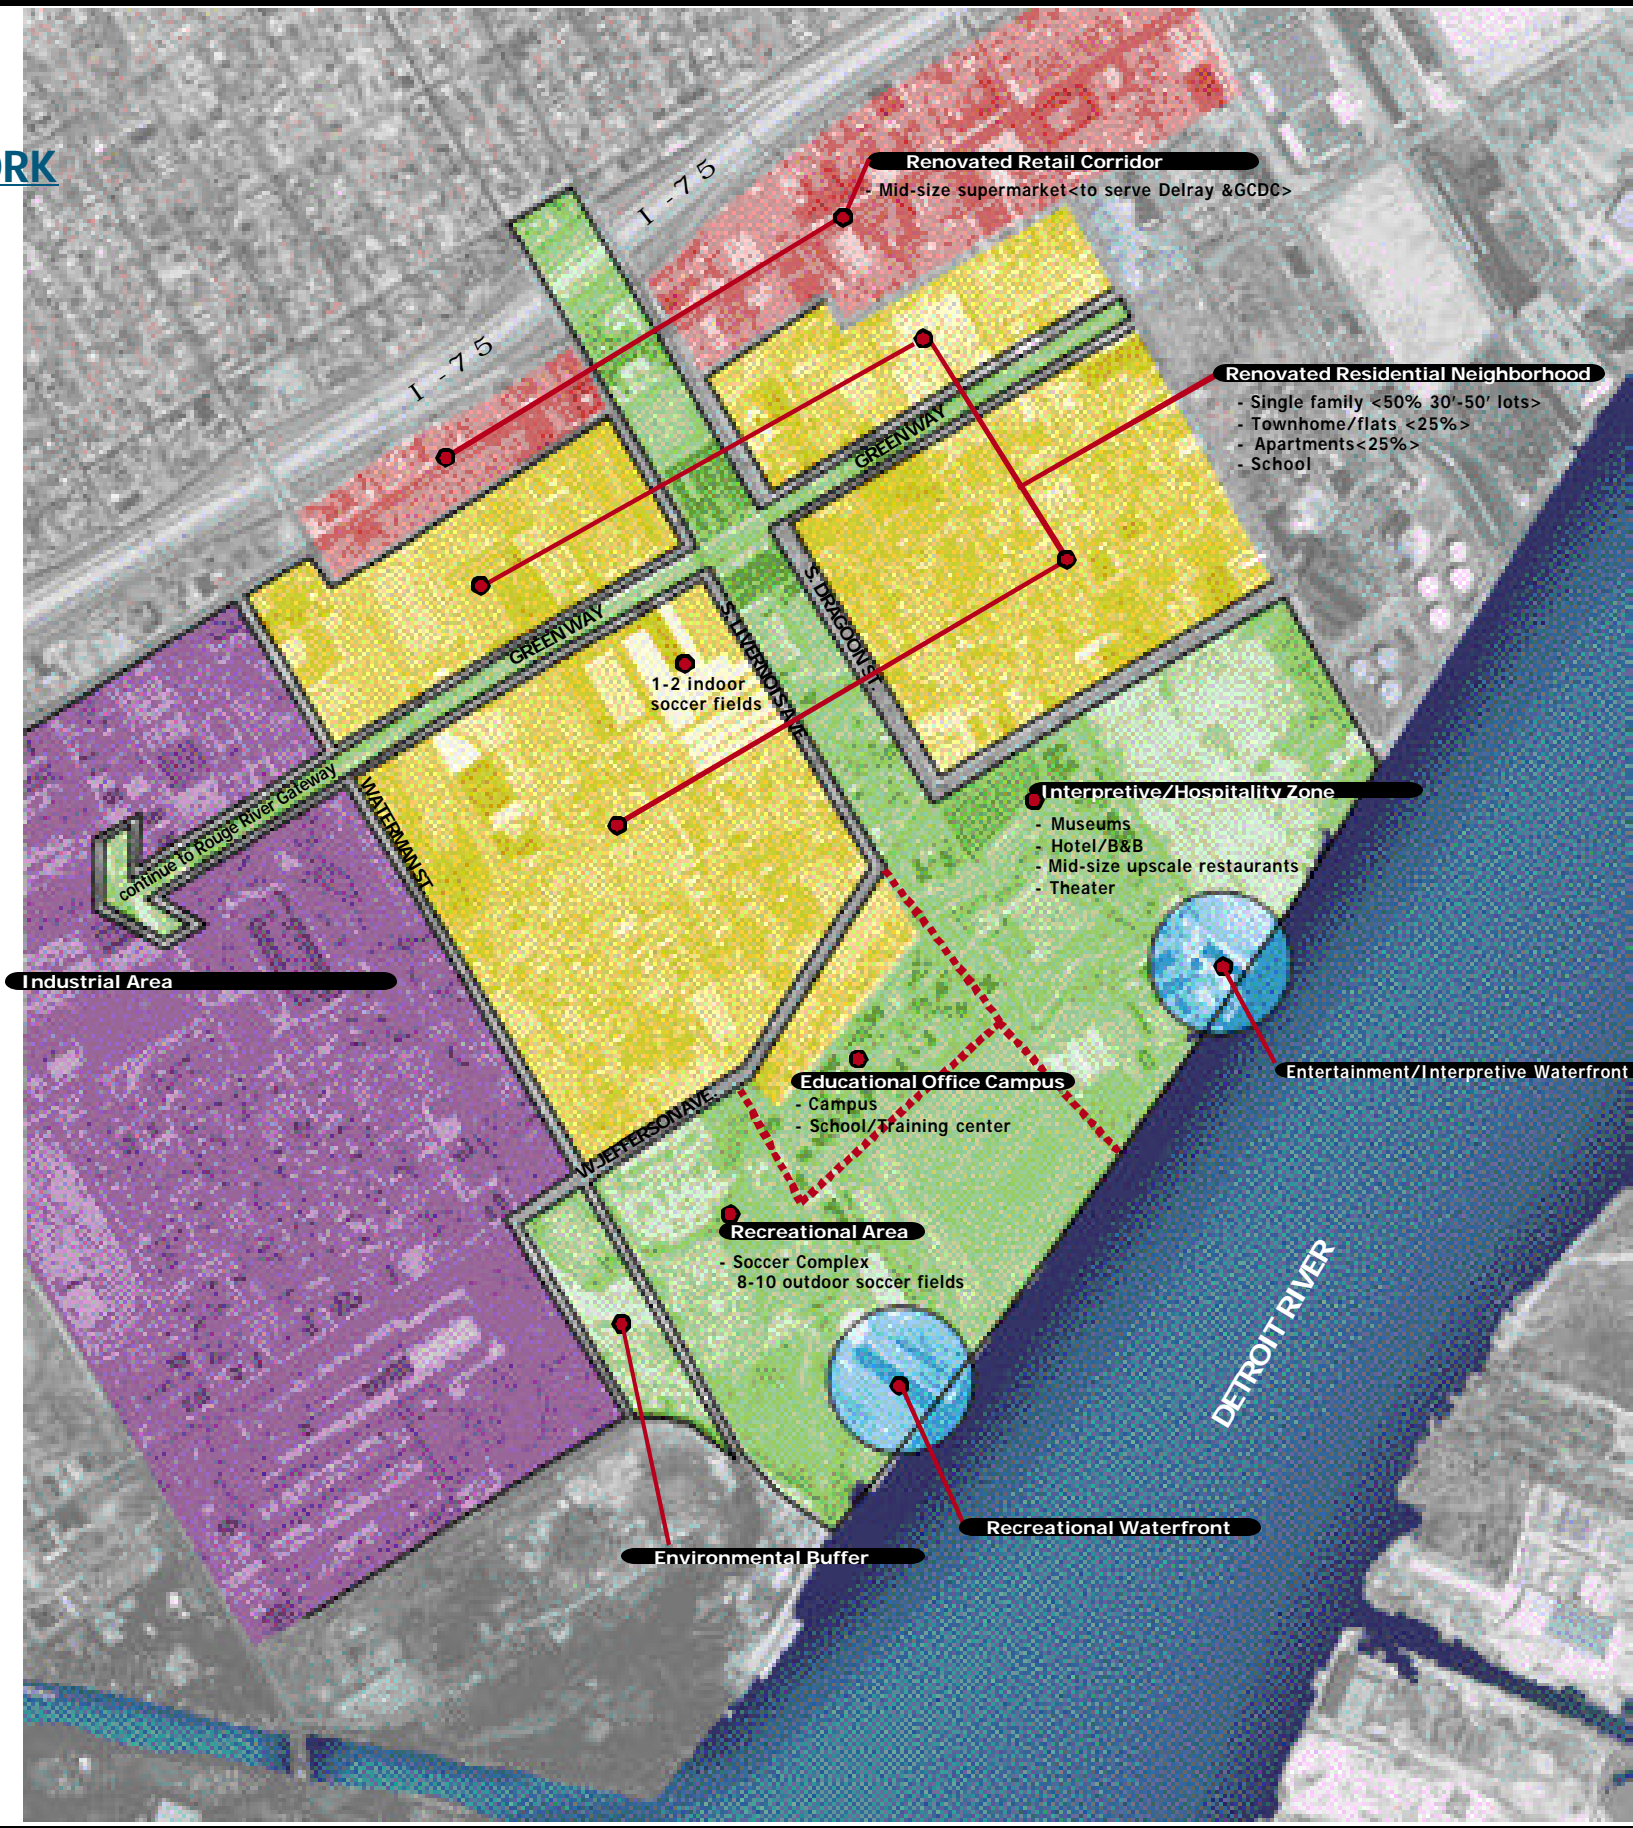 ORK
I-75
Renovated Retail Corridor
- Mid-size supermarket<to serve Delray &GCDC>
I-75
Renovated Residential Neighborhood
- Single family <50% 30'-50' lots>
- Townhome/flats <25%>
- Apartments<25%>
- School
GREENWAY
GREENWAY
S. DRAGOON ST.
S. LIVERNOIS AVE
1-2 indoor
soccer fields
continue to Rouge River Gateway
WATERMAN ST.
Interpretive/Hospitality Zone
- Museums
- Hotel/B&B
- Mid-size upscale restaurants
- Theater
Industrial Area
Entertainment/Interpretive Waterfront
Educational Office Campus
- Campus
- School/Training center
W.JEFFERSON AVE.
Recreational Area
- Soccer Complex
8-10 outdoor soccer fields
DETROIT RIVER
Recreational Waterfront
Environmental Buffer